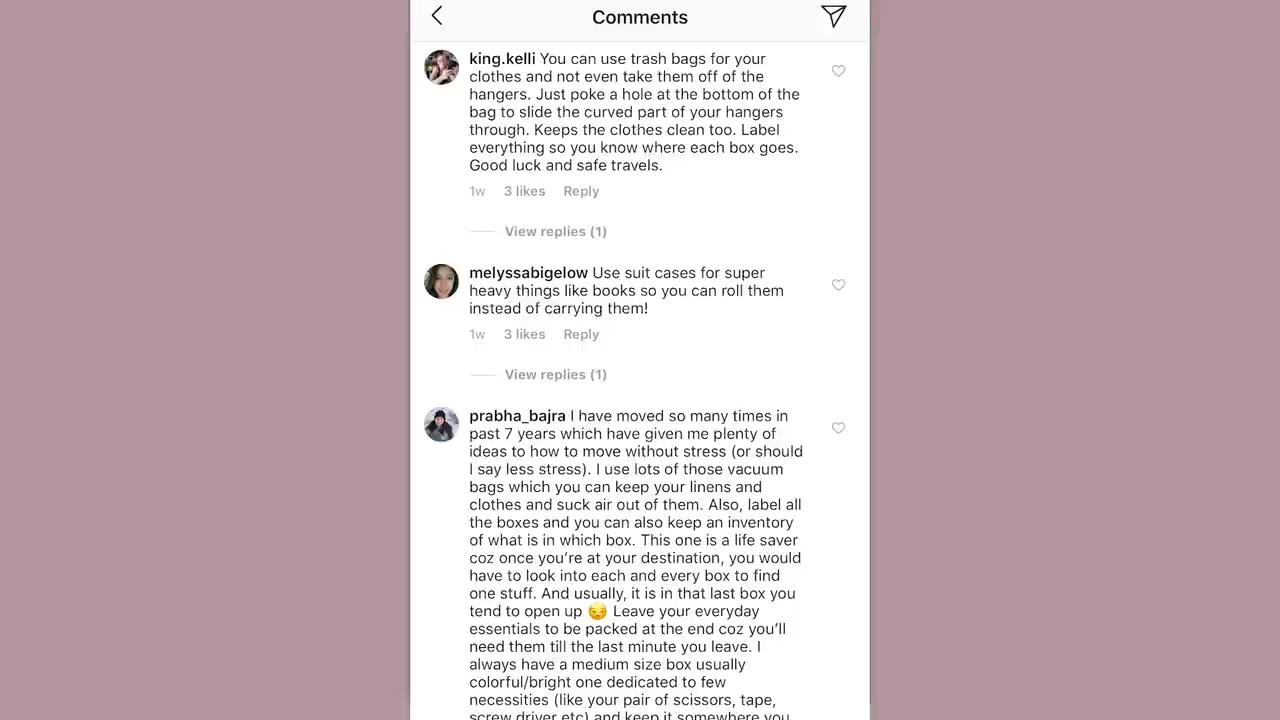 Comments
king.kelli You can use trash bags for your
clothes and not even take them off of the
hangers. Just poke a hole at the bottom of the
bag to slide the curved part of your hangers
through. Keeps the clothes clean too. Label
everything so you know where each box goes.
Good luck and safe travels.
1w 3 likes Reply
View replies (1)
melyssabigelow Use suit cases for super
heavy things like books so you can roll them
instead of carrying them!
1w 3 likes Reply
View replies (1)
prabha_bajra I have moved so many times in
past 7 years which have given me plenty of
ideas to how to move without stress (or should
I say less stress). I use lots of those vacuum
bags which you can keep your linens and
clothes and suck air out of them. Also, label all
the boxes and you can also keep an inventory
of what is in which box. This one is a life saver
coz once you're at your destination, you would
have to look into each and every box to find
one stuff. And usually, it is in that last box you
tend to open up 😒 Leave your everyday
essentials to be packed at the end coz you'll
need them till the last minute you leave. I
always have a medium size box usually
colorful/bright one dedicated to few
necessities (like your pair of scissors, tape,
screw driver etc) and keep it somewhere you